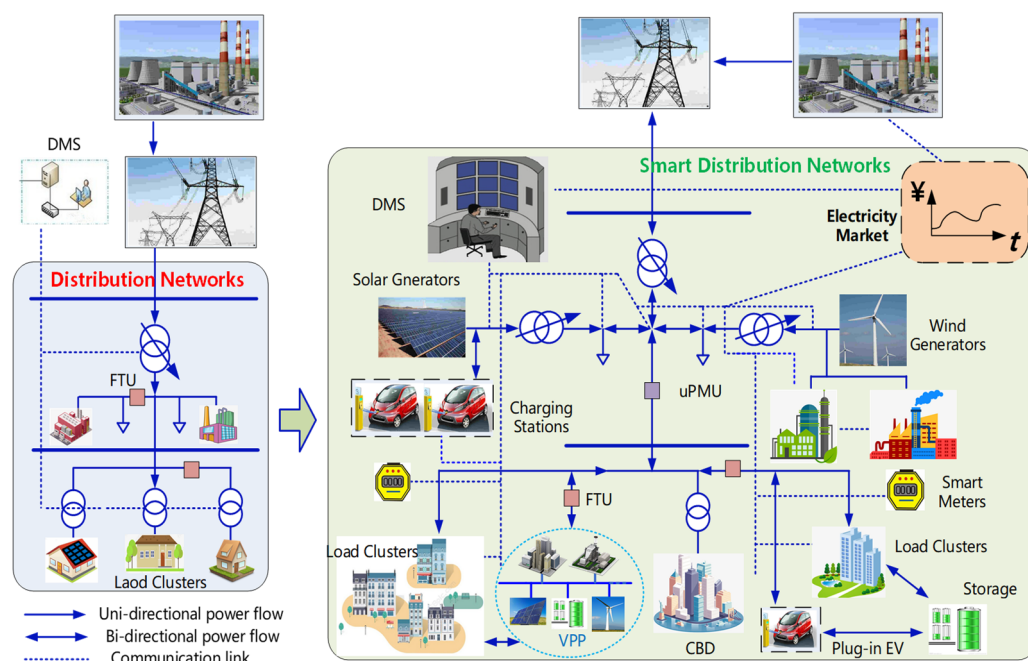 DMS
Distribution Networks
FTU
Laod Clusters
Uni-directional power flow
Bi-directional power flow
Communication link
Smart Distribution Networks
DMS
¥
t
Electricity
Market
Solar Gnerators
Wind
Generators
Charging
Stations
uPMU
FTU
Smart
Meters
Load Clusters
VPP
CBD
Load Clusters
Storage
Plug-in EV